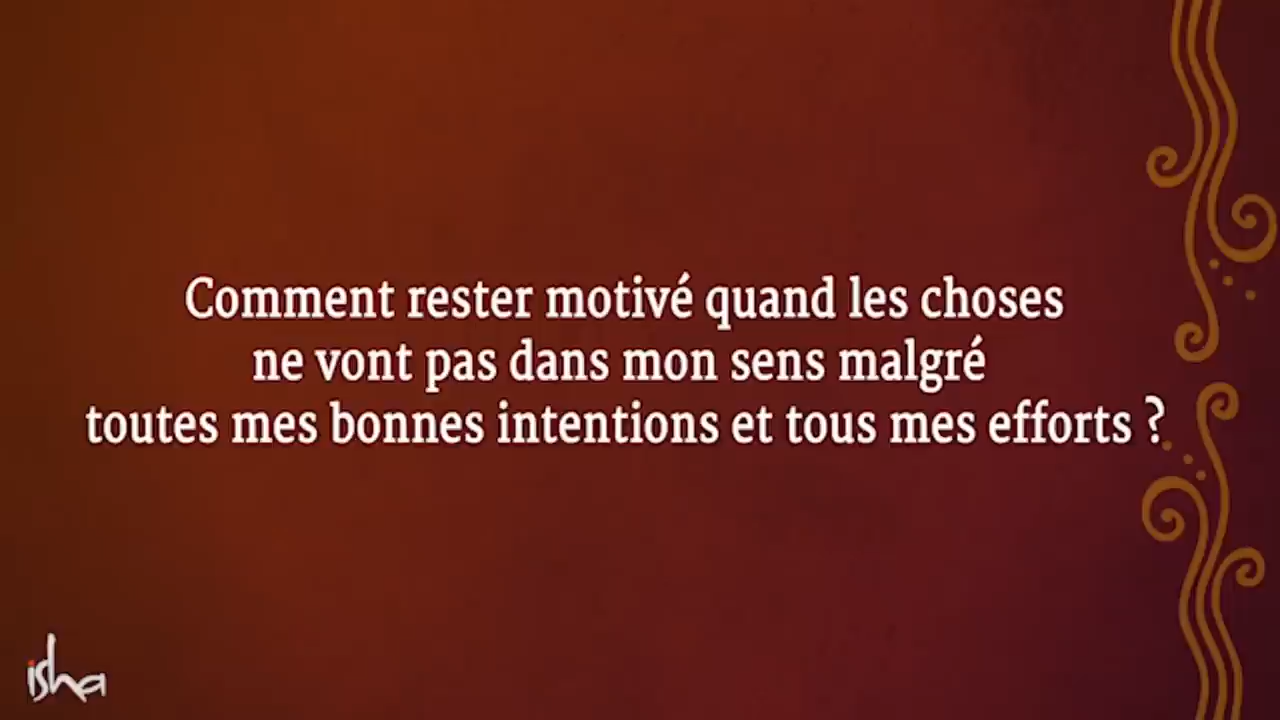 Comment rester motivé quand les choses
ne vont pas dans mon sens malgré
toutes mes bonnes intentions et tous mes efforts ?
isha